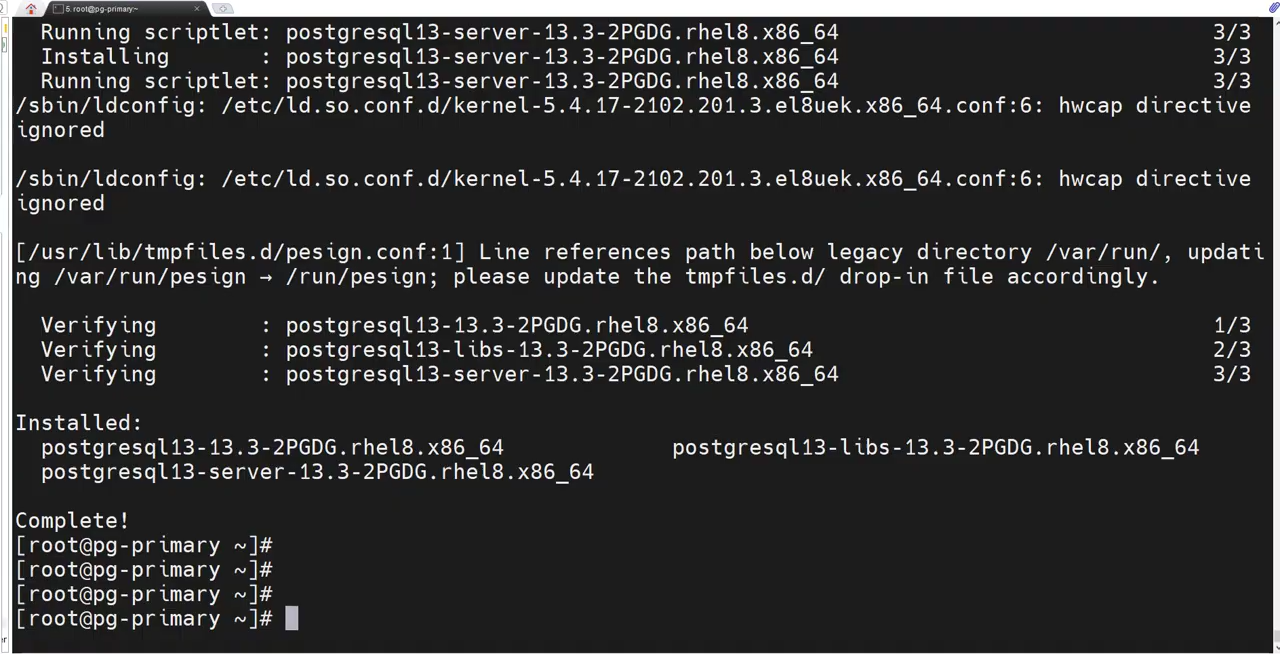 5. root@pg-primary:~
Running scriptlet: postgresql13-server-13.3-2PGDG.rhel8.x86_64 3/3
Installing : postgresql13-server-13.3-2PGDG.rhel8.x86_64 3/3
Running scriptlet: postgresql13-server-13.3-2PGDG.rhel8.x86_64 3/3
/sbin/ldconfig: /etc/ld.so.conf.d/kernel-5.4.17-2102.201.3.el8uek.x86_64.conf:6: hwcap directive
ignored
/sbin/ldconfig: /etc/ld.so.conf.d/kernel-5.4.17-2102.201.3.el8uek.x86_64.conf:6: hwcap directive
ignored
[/usr/lib/tmpfiles.d/pesign.conf:1] Line references path below legacy directory /var/run/, updati
ng /var/run/pesign → /run/pesign; please update the tmpfiles.d/ drop-in file accordingly.
Verifying : postgresql13-13.3-2PGDG.rhel8.x86_64 1/3
Verifying : postgresql13-libs-13.3-2PGDG.rhel8.x86_64 2/3
Verifying : postgresql13-server-13.3-2PGDG.rhel8.x86_64 3/3
Installed:
postgresql13-13.3-2PGDG.rhel8.x86_64 postgresql13-libs-13.3-2PGDG.rhel8.x86_64
postgresql13-server-13.3-2PGDG.rhel8.x86_64
Complete!
[root@pg-primary ~]#
[root@pg-primary ~]#
[root@pg-primary ~]#
[root@pg-primary ~]#